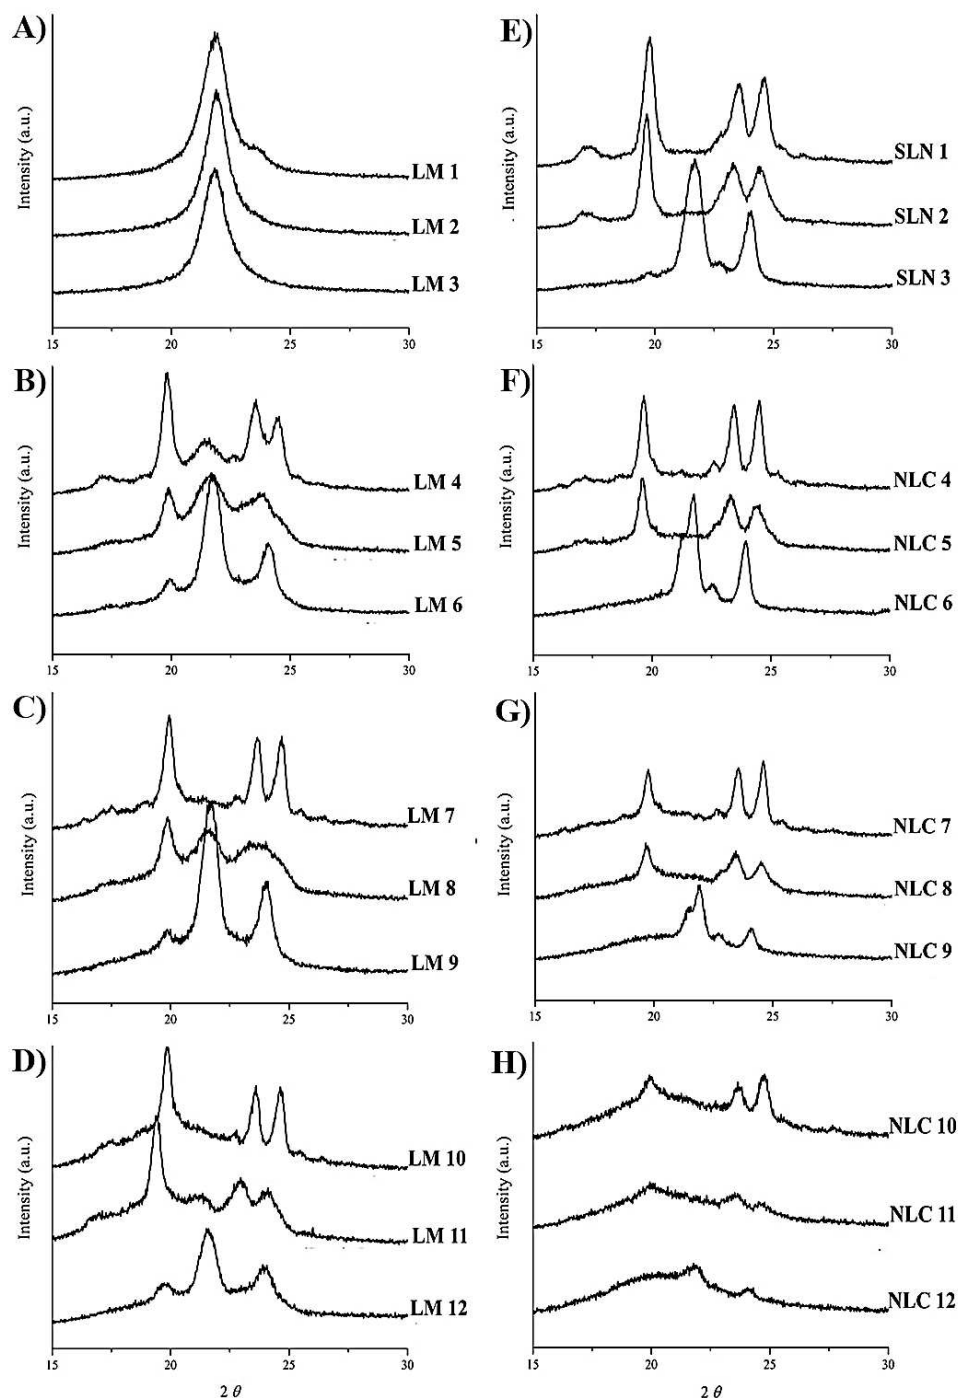 A)
Intensity (a.u.)
LM 1
LM 2
LM 3
15 20 25 30
E)
Intensity (a.u.)
SLN 1
SLN 2
SLN 3
15 20 25 30
B)
Intensity (a.u.)
LM 4
LM 5
LM 6
15 20 25 30
F)
Intensity (a.u.)
NLC 4
NLC 5
NLC 6
15 20 25 30
C)
Intensity (a.u.)
LM 7
LM 8
LM 9
15 20 25 30
G)
Intensity (a.u.)
NLC 7
NLC 8
NLC 9
15 20 25 30
D)
Intensity (a.u.)
LM 10
LM 11
LM 12
15 20 25 30
2 θ
H)
Intensity (a.u.)
NLC 10
NLC 11
NLC 12
15 20 25 30
2 θ